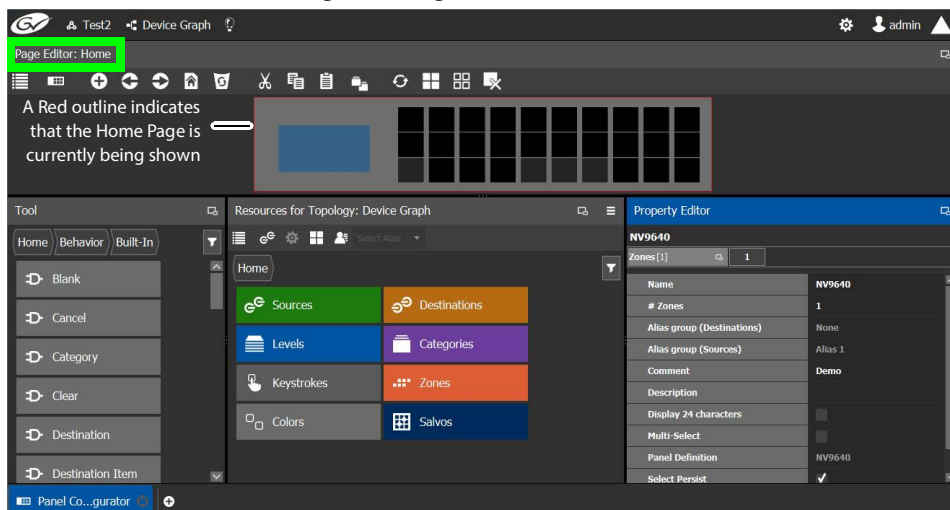 GV Test2 Device Graph admin
Page Editor: Home
A Red outline indicates
that the Home Page is
currently being shown
Tool
Home Behavior Built-In
Blank
Cancel
Category
Clear
Destination
Destination Item
Resources for Topology: Device Graph
Select Alias
Home
Sources Destinations
Levels Categories
Keystrokes Zones
Colors Salvos
Property Editor
NV9640
Zones[1] 1
Name NV9640
# Zones 1
Alias group (Destinations) None
Alias group (Sources) Alias 1
Comment Demo
Description
Display 24 characters
Multi-Select
Panel Definition NV9640
Select Persist
Panel Co...gurator